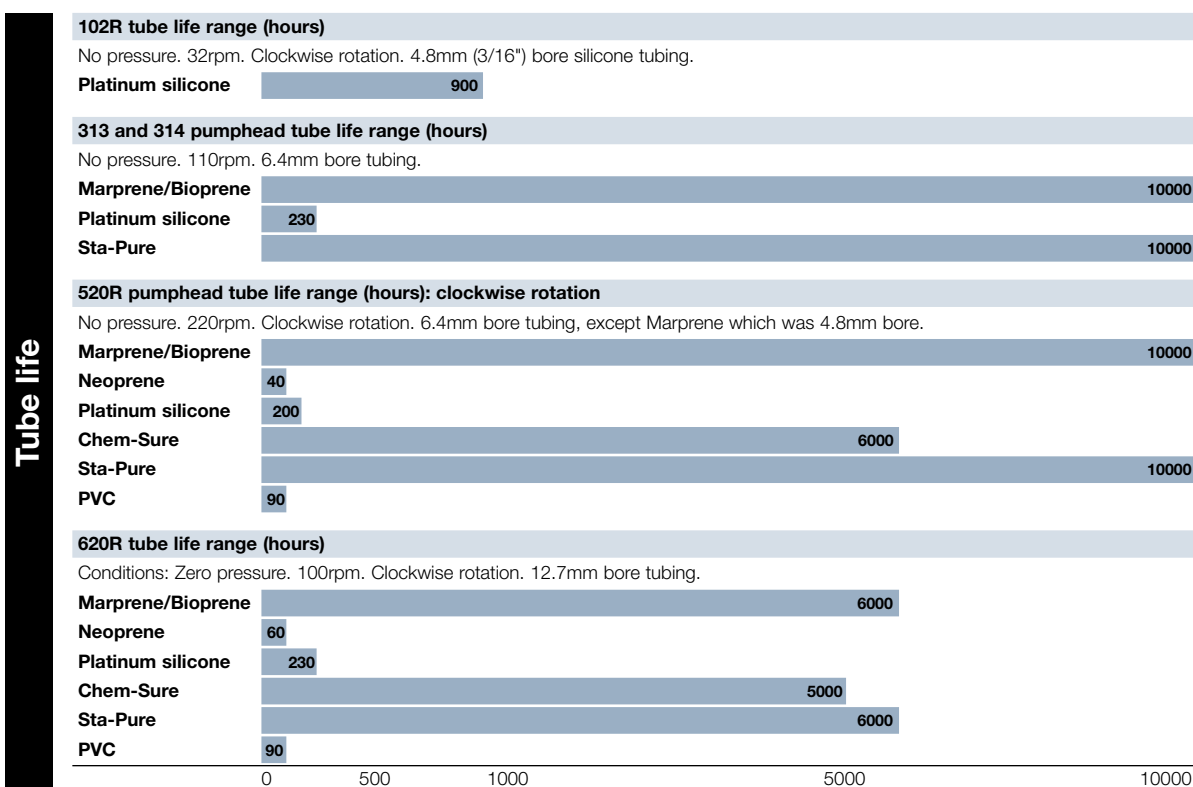 Tube life
102R tube life range (hours)
No pressure. 32rpm. Clockwise rotation. 4.8mm (3/16") bore silicone tubing.
Platinum silicone 900
313 and 314 pumphead tube life range (hours)
No pressure. 110rpm. 6.4mm bore tubing.
Marprene/Bioprene 10000
Platinum silicone 230
Sta-Pure 10000
520R pumphead tube life range (hours): clockwise rotation
No pressure. 220rpm. Clockwise rotation. 6.4mm bore tubing, except Marprene which was 4.8mm bore.
Marprene/Bioprene 10000
Neoprene 40
Platinum silicone 200
Chem-Sure 6000
Sta-Pure 10000
PVC 90
620R tube life range (hours)
Conditions: Zero pressure. 100rpm. Clockwise rotation. 12.7mm bore tubing.
Marprene/Bioprene 6000
Neoprene 60
Platinum silicone 230
Chem-Sure 5000
Sta-Pure 6000
PVC 90
0 500 1000 5000 10000